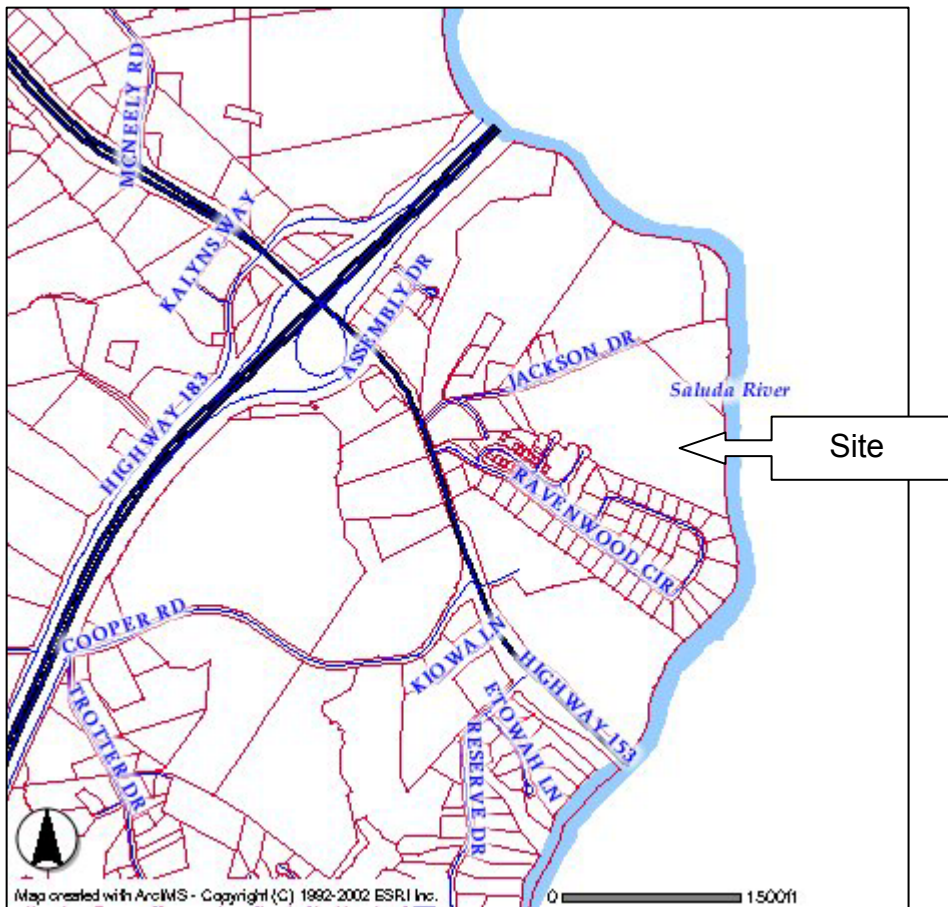 MCNEELY RD
KALYNS WAY
ASSEMBLY DR
HIGHWAY 183
JACKSON DR
Saluda River
Site
RAVENWOOD CIR
COOPER RD
KIOWA LN
HIGHWAY 153
ETOWAH LN
RESERVE DR
TROTTER DR
Map created with ArcIMS - Copyright (C) 1992-2002 ESRI Inc.
0 1500ft